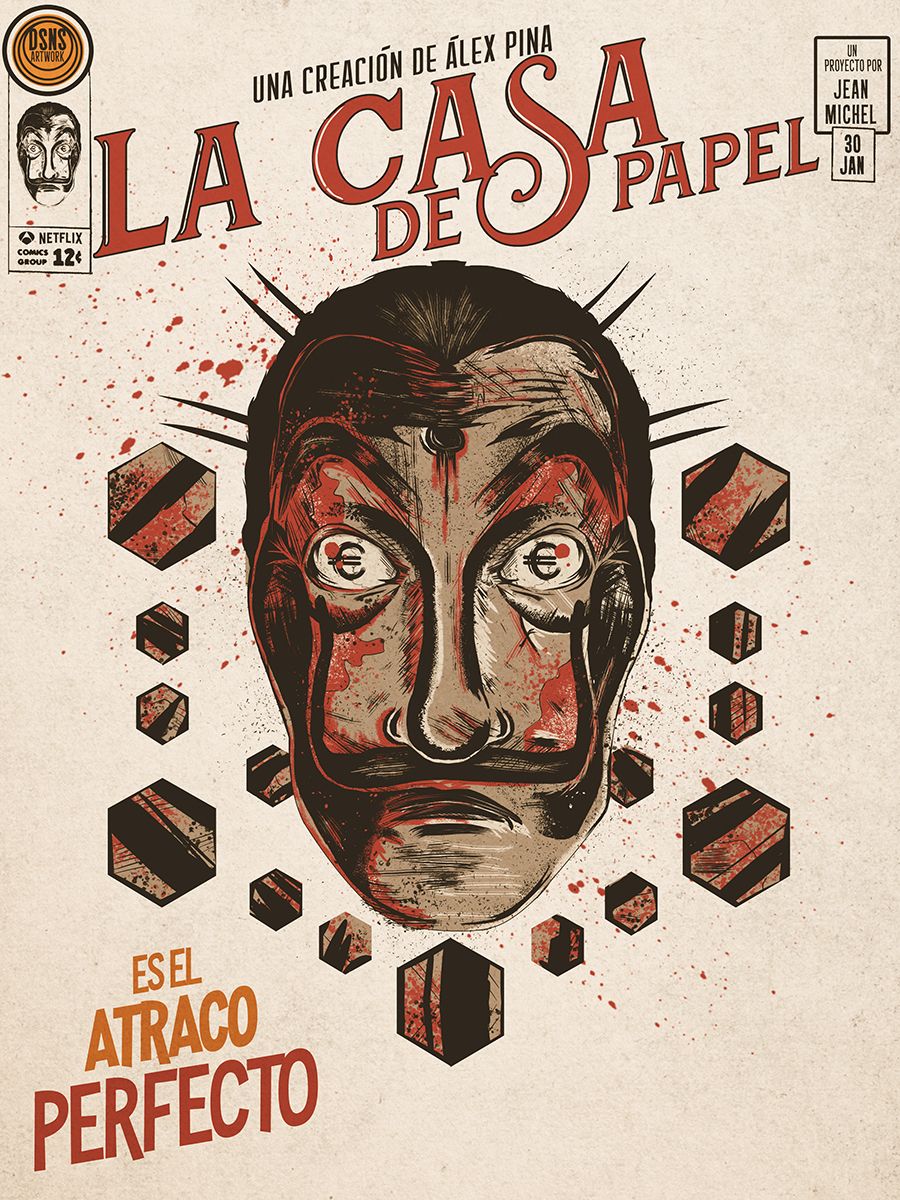 DSNS
ARTWORK
UNA CREACIÓN DE ÁLEX PINA
LA CASA
DE PAPEL
UN
PROYECTO POR
JEAN
MICHEL
30
JAN
NETFLIX
COMICS
GROUP 12¢
€ €
ES EL
ATRACO
PERFECTO